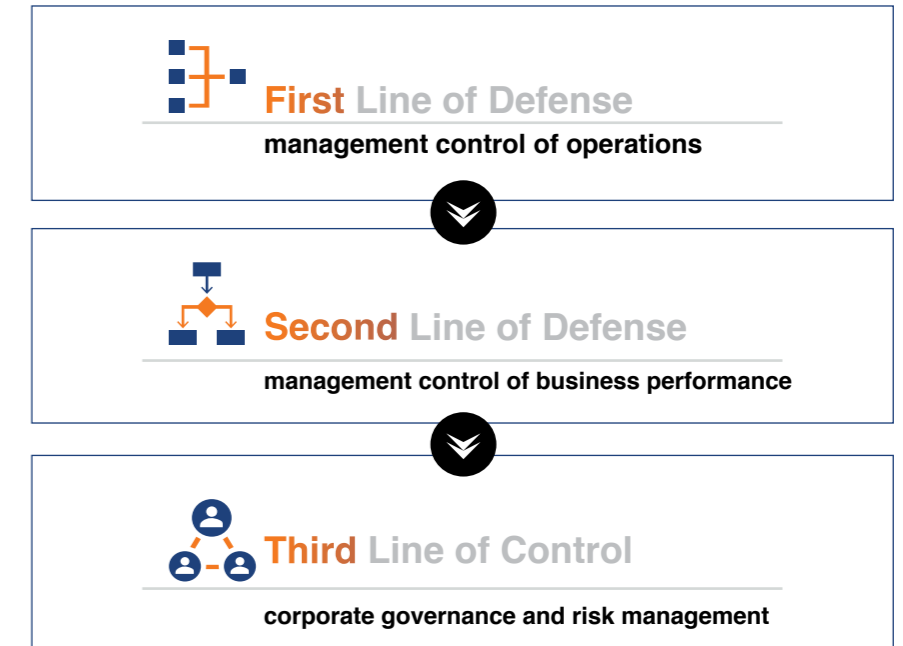 First Line of Defense
management control of operations
Second Line of Defense
management control of business performance
Third Line of Control
corporate governance and risk management